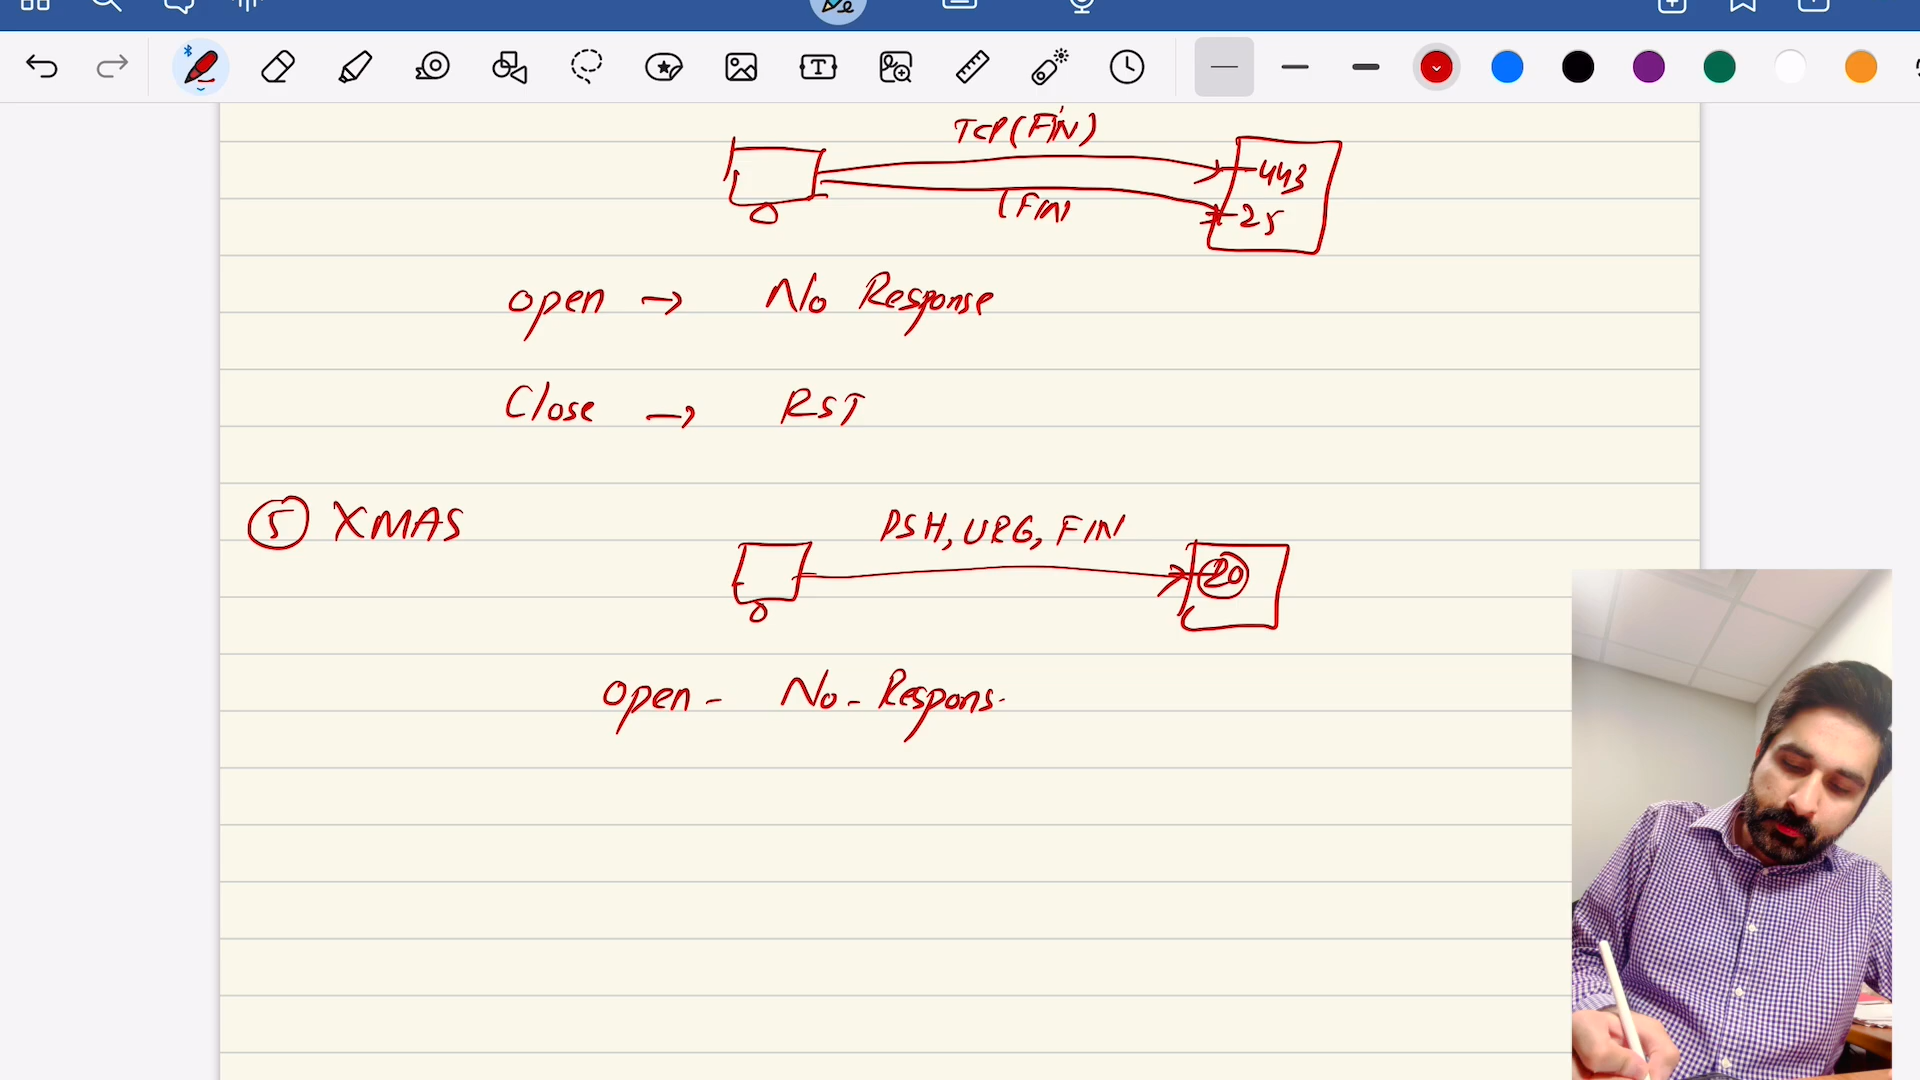 TCP (FIN)
443
(FIN)
25
open → No Response
Close → RST
5 XMAS
PSH, URG, FIN
20
open - No - Respons